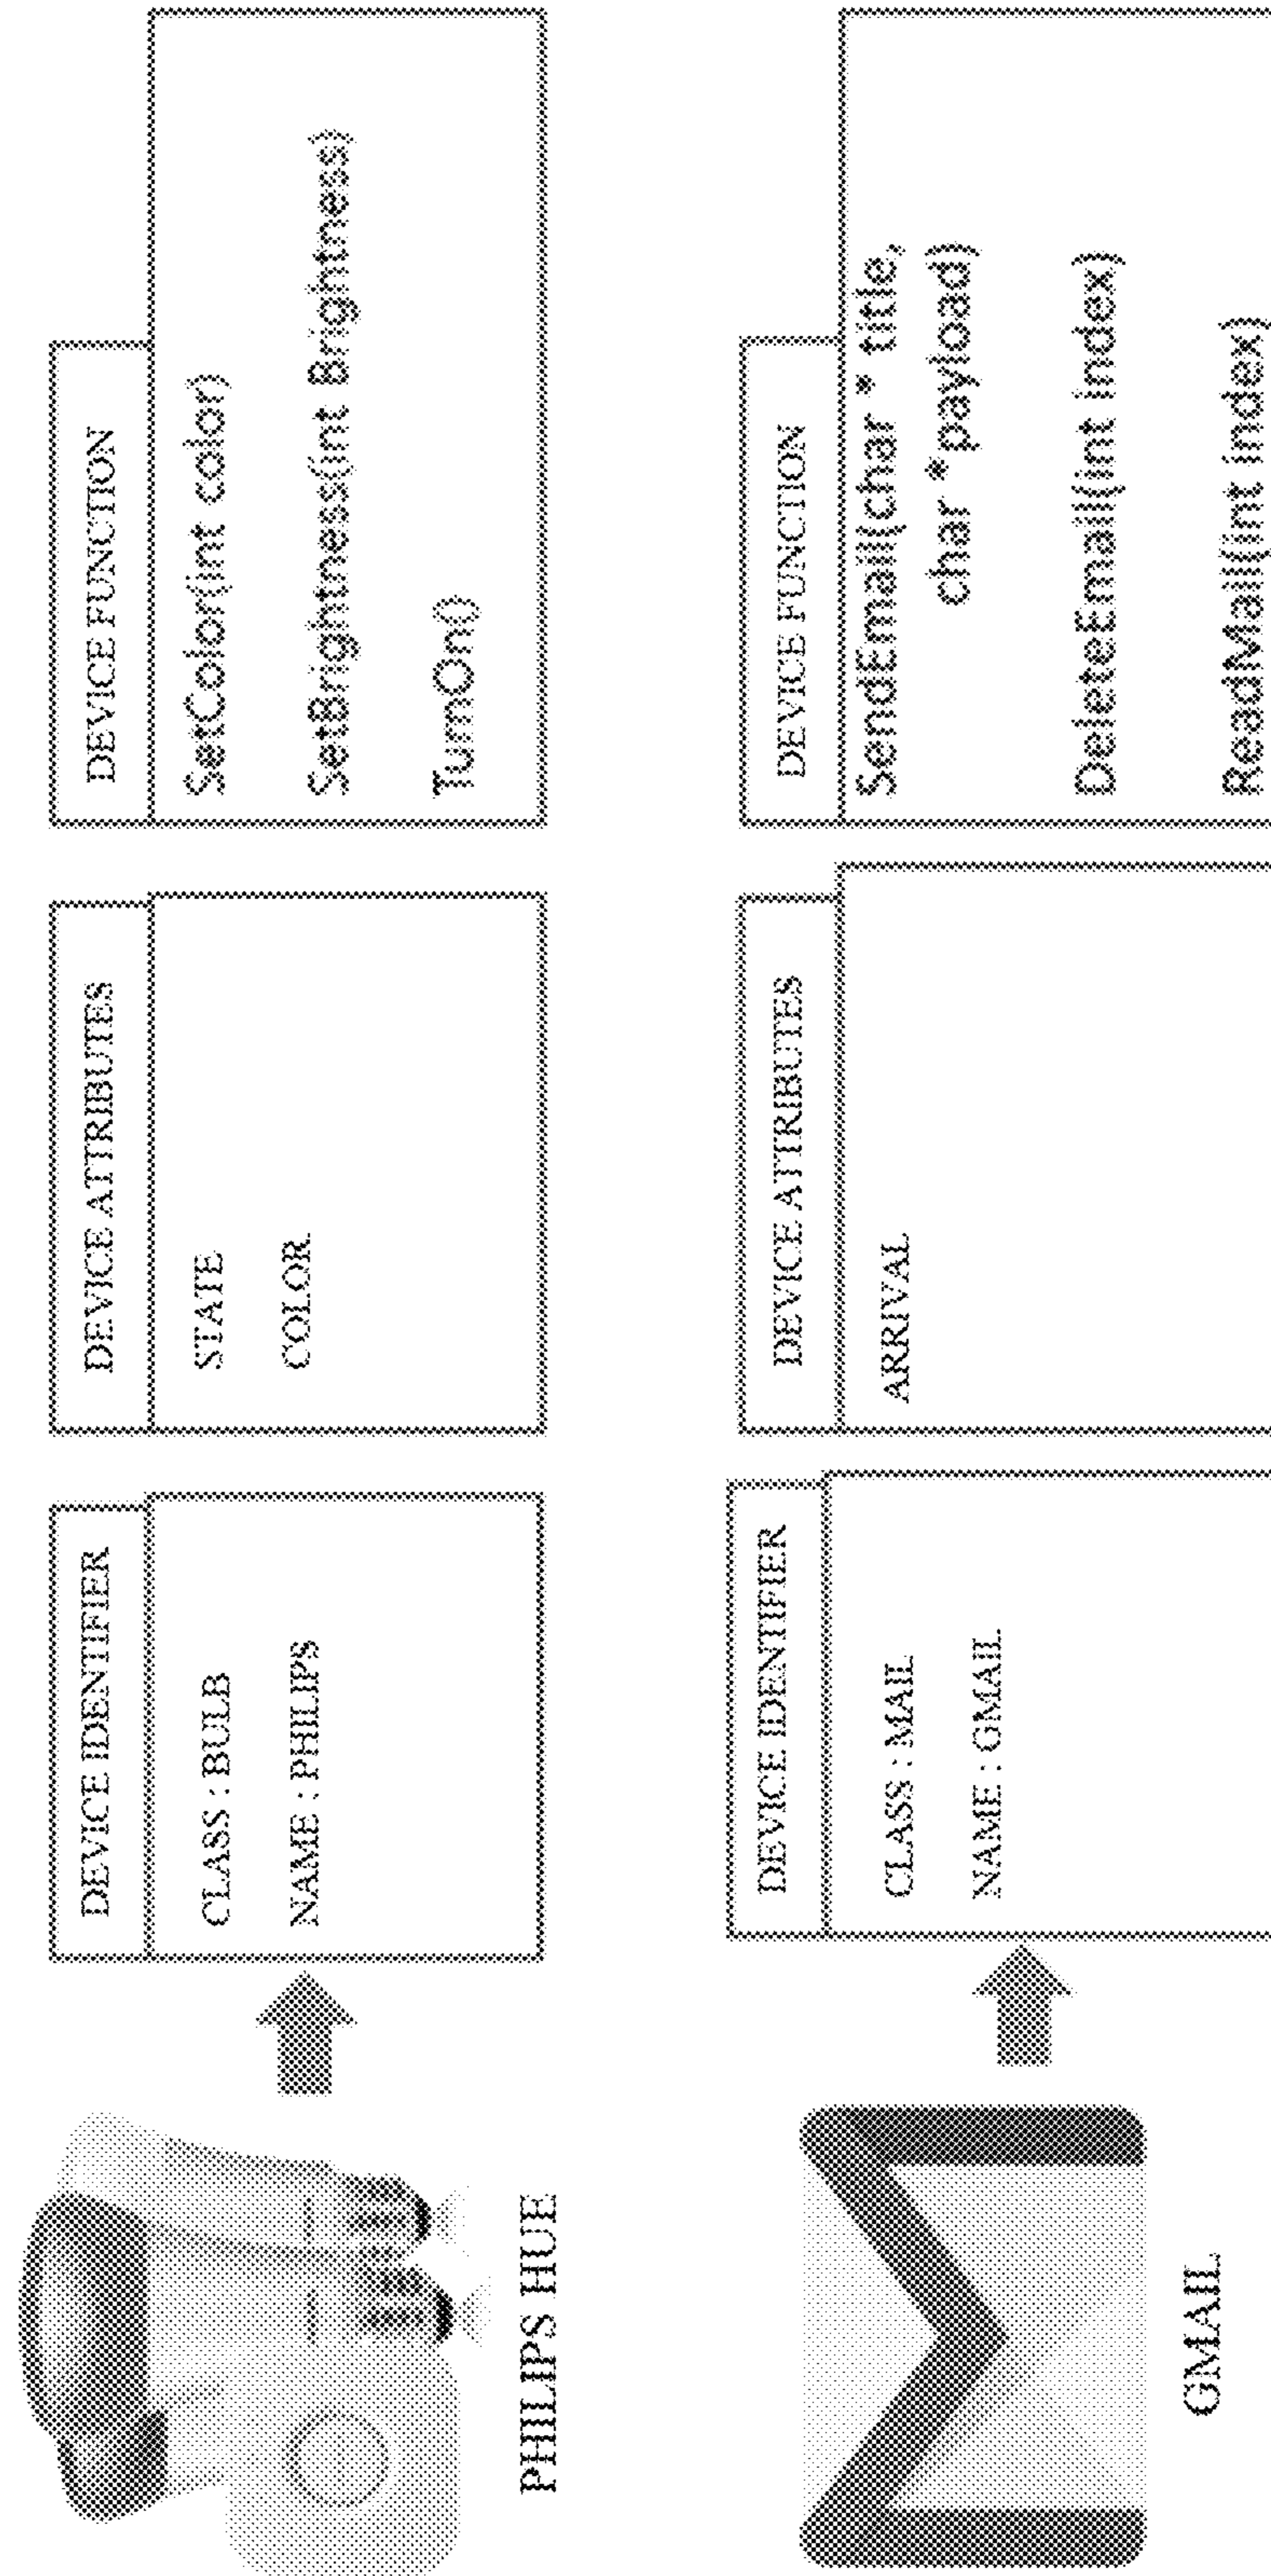 PHILIPS HUE
DEVICE IDENTIFIER
CLASS : BULB
NAME : PHILIPS
DEVICE ATTRIBUTES
STATE
COLOR
DEVICE FUNCTION
SetColor(int color)
SetBrightness(int Brightness)
TurnOn()
GMAIL
DEVICE IDENTIFIER
CLASS : MAIL
NAME : GMAIL
DEVICE ATTRIBUTES
ARRIVAL
DEVICE FUNCTION
SendEmail(char * title,
char *payload)
DeleteEmail(int index)
ReadMail(int index)